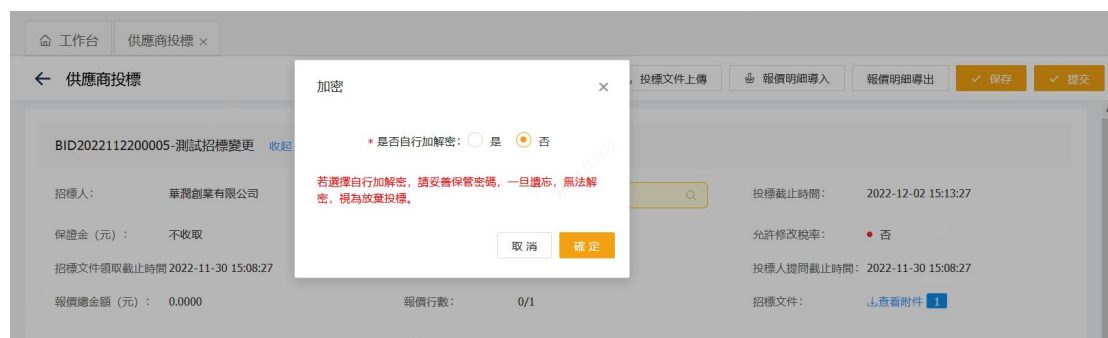 工作台
供應商投標 ×
← 供應商投標
投標文件上傳
報價明細導入
報價明細導出
✓ 保存
✓ 提交
加密 ×
* 是否自行加解密: 是 否
若選擇自行加解密，請妥善保管密碼，一旦遺忘，無法解
密，視為放棄投標。
取消 確定
BID2022112200005-測試招標變更 收起
招標人: 華潤創業有限公司
投標截止時間: 2022-12-02 15:13:27
保證金（元）: 不收取
允許修改稅率: • 否
招標文件領取截止時間 2022-11-30 15:08:27
投標人提問截止時間: 2022-11-30 15:08:27
報價總金額（元）: 0.0000
報價行數: 0/1
招標文件: 查看附件 1